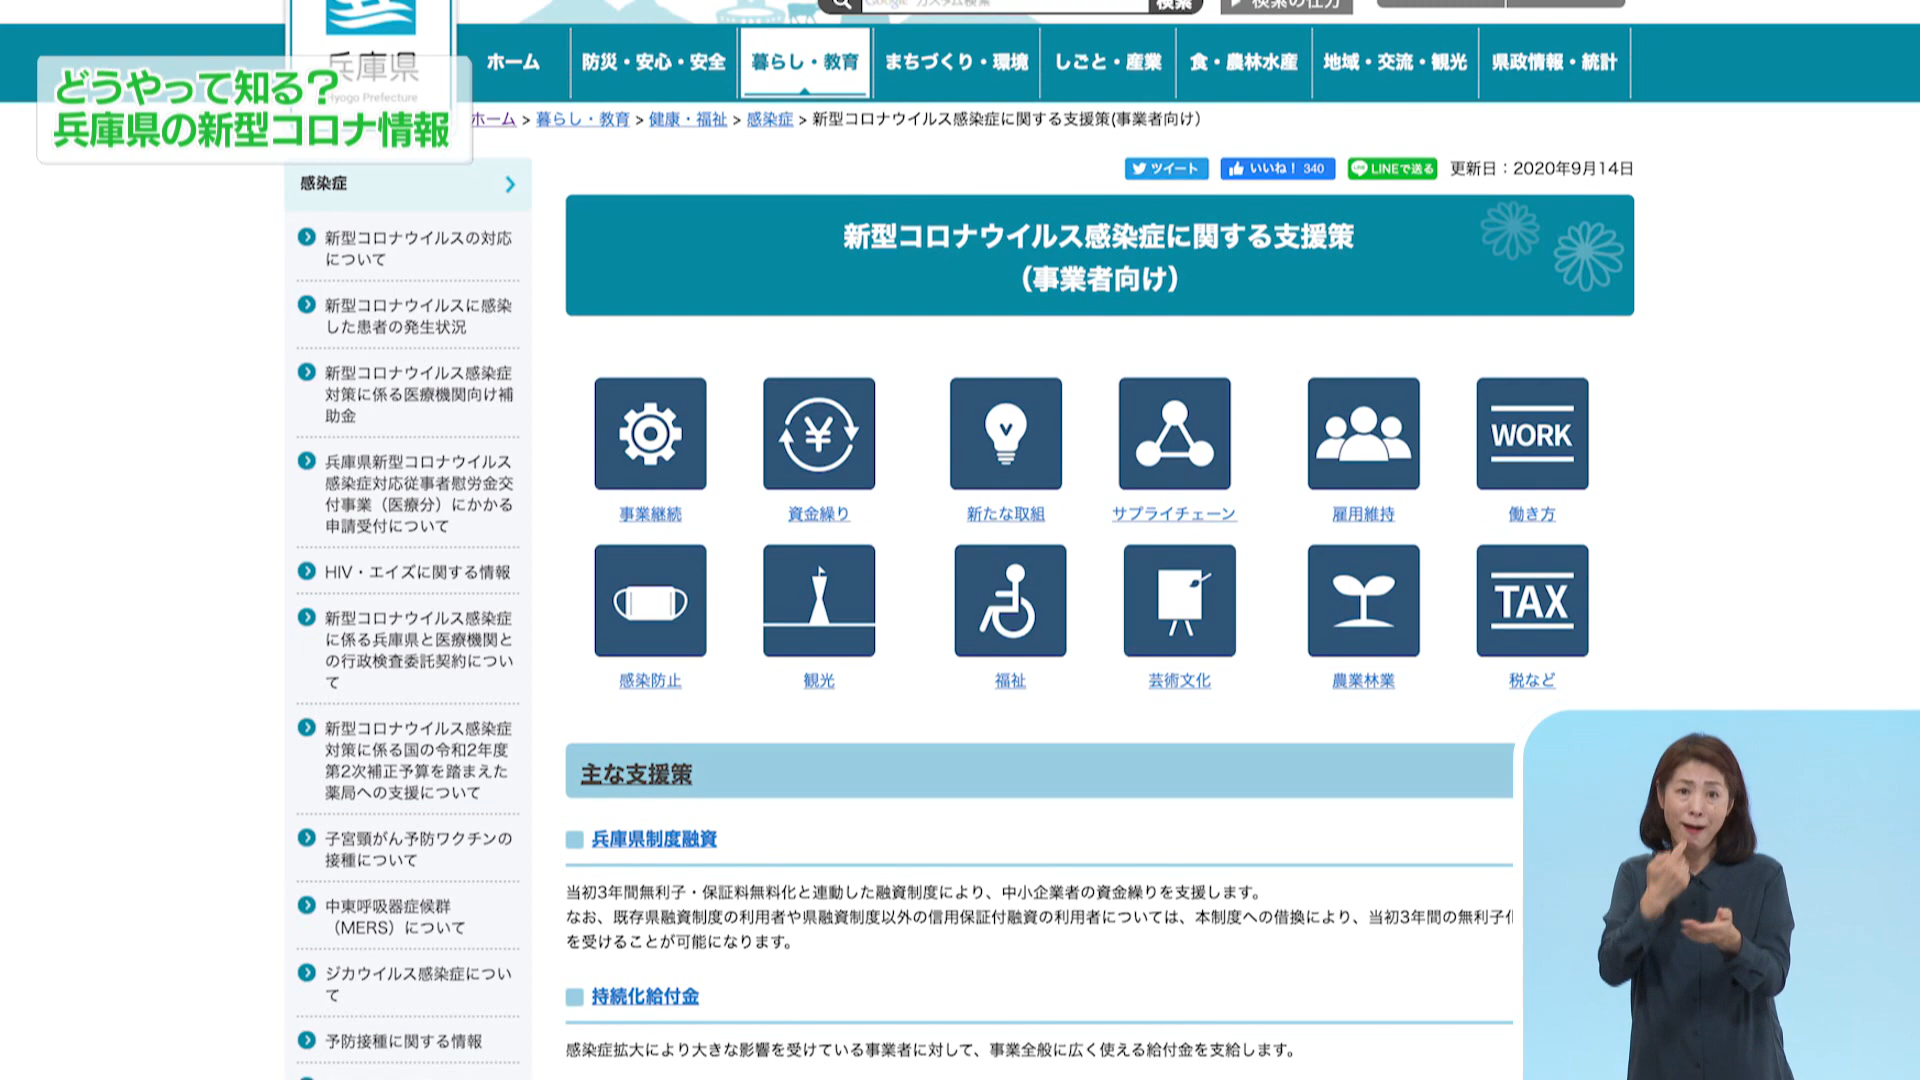 検索
検索の仕方
兵庫県
Hyogo Prefecture
どうやって知る?
兵庫県の新型コロナ情報
ホーム
防災・安心・安全
暮らし・教育
まちづくり・環境
しごと・産業
食・農林水産
地域・交流・観光
県政情報・統計
ホーム > 暮らし・教育 > 健康・福祉 > 感染症 > 新型コロナウイルス感染症に関する支援策(事業者向け)
ツイート
いいね! 340
LINEで送る
更新日:2020年9月14日
感染症
新型コロナウイルスの対応
について
新型コロナウイルスに感染
した患者の発生状況
新型コロナウイルス感染症
対策に係る医療機関向け補
助金
兵庫県新型コロナウイルス
感染症対応従事者慰労金交
付事業(医療分)にかかる
申請受付について
HIV・エイズに関する情報
新型コロナウイルス感染症
に係る兵庫県と医療機関と
の行政検査委託契約につい
て
新型コロナウイルス感染症
対策に係る国の令和2年度
第2次補正予算を踏まえた
薬局への支援について
子宮頸がん予防ワクチンの
接種について
中東呼吸器症候群
(MERS)について
ジカウイルス感染症につい
て
予防接種に関する情報
新型コロナウイルス感染症に関する支援策
(事業者向け)
WORK
事業継続
資金繰り
新たな取組
サプライチェーン
雇用維持
働き方
TAX
感染防止
観光
福祉
芸術文化
農業林業
税など
主な支援策
兵庫県制度融資
当初3年間無利子・保証料無料化と連動した融資制度により、中小企業者の資金繰りを支援します。
なお、既存県融資制度の利用者や県融資制度以外の信用保証付融資の利用者については、本制度への借換により、当初3年間の無利子
を受けることが可能になります。
持続化給付金
感染症拡大により大きな影響を受けている事業者に対して、事業全般に広く使える給付金を支給します。